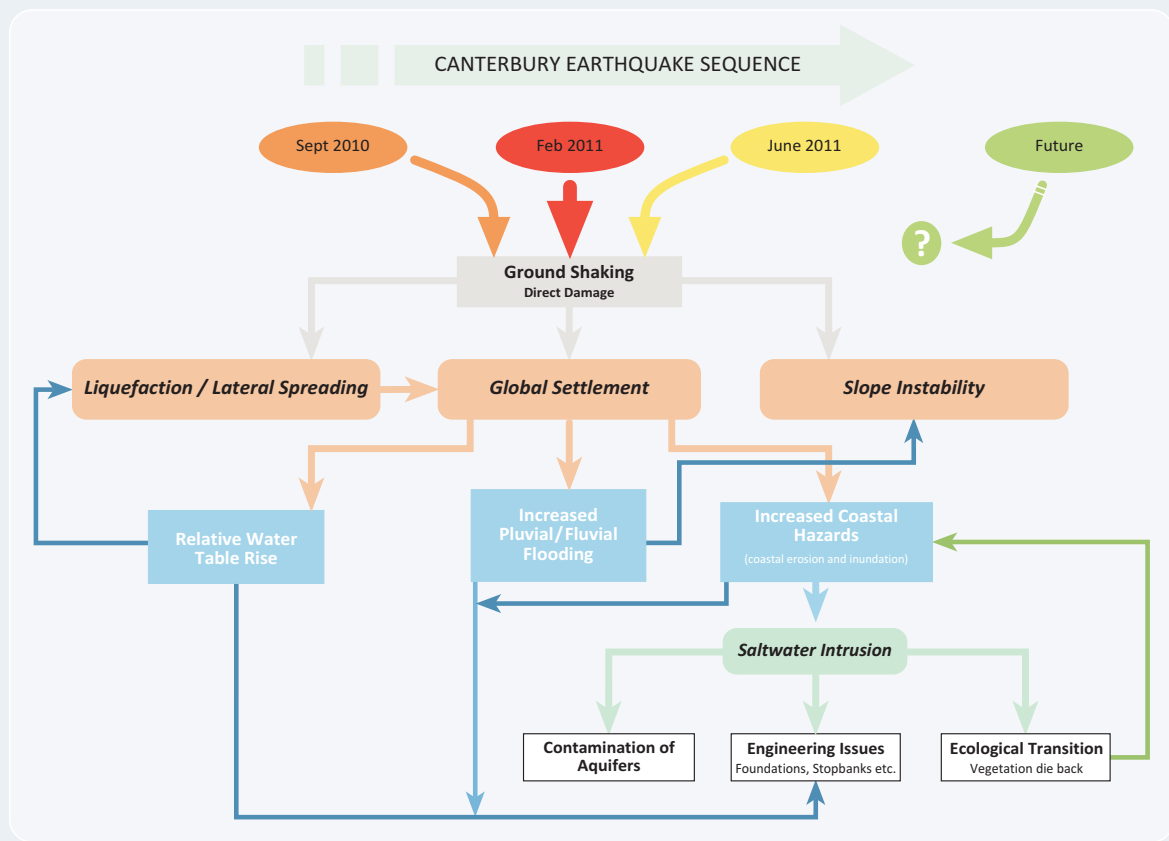 CANTERBURY EARTHQUAKE SEQUENCE
Sept 2010
Feb 2011
June 2011
Future
?
Ground Shaking
Direct Damage
Liquefaction / Lateral Spreading
Global Settlement
Slope Instability
Relative Water
Table Rise
Increased
Pluvial/Fluvial
Flooding
Increased Coastal
Hazards
(coastal erosion and inundation)
Saltwater Intrusion
Contamination of
Aquifers
Engineering Issues
Foundations, Stopbanks etc.
Ecological Transition
Vegetation die back